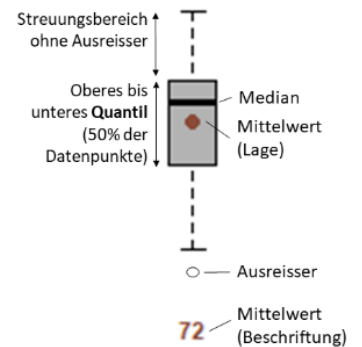 Streuungsbereich
ohne Ausreisser
Oberes bis
unteres Quantil
(50% der
Datenpunkte)
Median
Mittelwert
(Lage)
Ausreisser
72
Mittelwert
(Beschriftung)